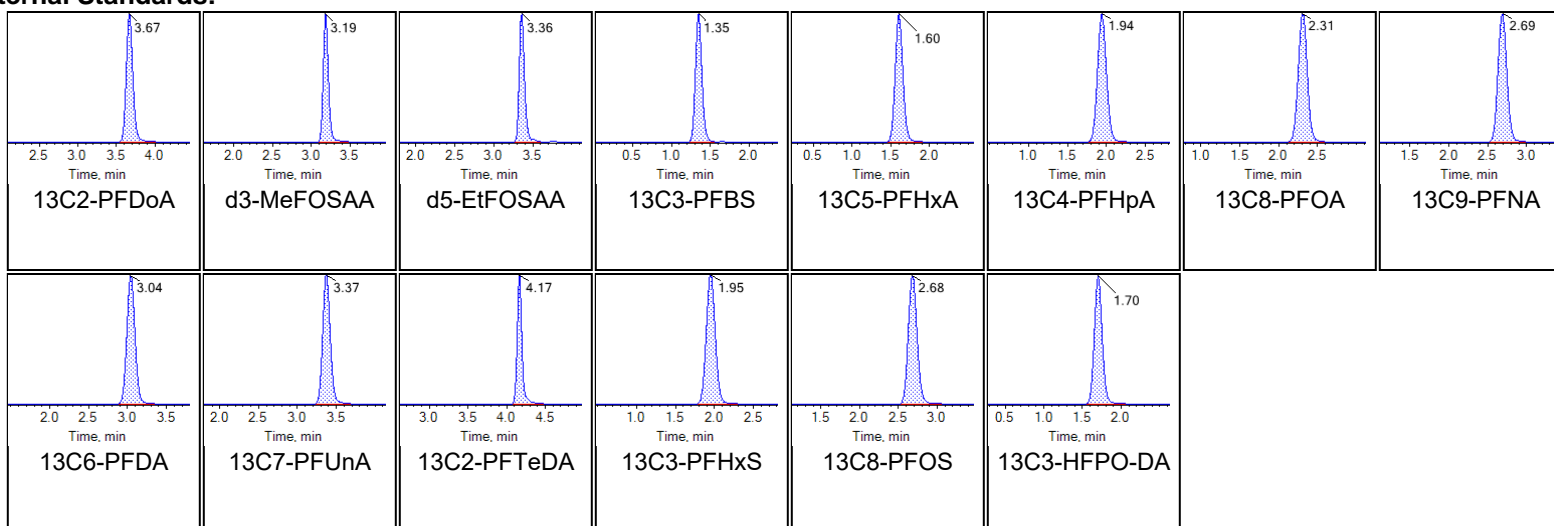 ternal Standards:
3.67
2.5 3.0 3.5 4.0
Time, min
13C2-PFDoA
3.19
2.0 2.5 3.0 3.5
Time, min
d3-MeFOSAA
3.36
2.0 2.5 3.0 3.5
Time, min
d5-EtFOSAA
1.35
0.5 1.0 1.5 2.0
Time, min
13C3-PFBS
1.60
0.5 1.0 1.5 2.0
Time, min
13C5-PFHxA
1.94
1.0 1.5 2.0 2.5
Time, min
13C4-PFHpA
2.31
1.0 1.5 2.0 2.5
Time, min
13C8-PFOA
2.69
1.5 2.0 2.5 3.0
Time, min
13C9-PFNA
3.04
2.0 2.5 3.0 3.5
Time, min
13C6-PFDA
3.37
2.0 2.5 3.0 3.5
Time, min
13C7-PFUnA
4.17
3.0 3.5 4.0 4.5
Time, min
13C2-PFTeDA
1.95
1.0 1.5 2.0 2.5
Time, min
13C3-PFHxS
2.68
1.5 2.0 2.5 3.0
Time, min
13C8-PFOS
1.70
0.5 1.0 1.5 2.0
Time, min
13C3-HFPO-DA